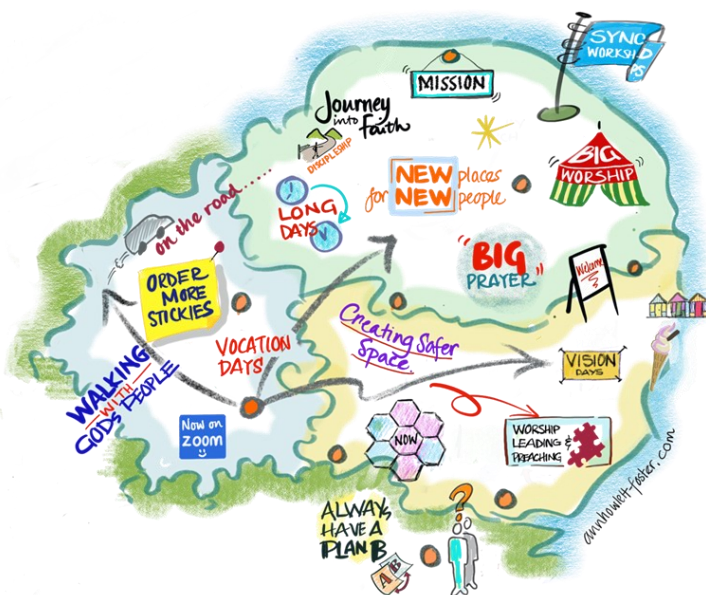 SYNC
WORKSHOPS
MISSION
Journey
into
faith
DISCIPLESHIP
NEW places
for NEW people
BIG
WORSHIP
on the road.....
LONG
DAYS
"BIG"
PRAYER
Welcome
ORDER
MORE
STICKIES
VOCATION
DAYS
Creating Safer
Space
VISION
DAYS
WALKING
WITH
GODS PEOPLE
Now on
zoom
NOW
WORSHIP
LEADING &
PREACHING
annhowlett-foster.com
ALWAYS
HAVE A
PLAN B
?
A B